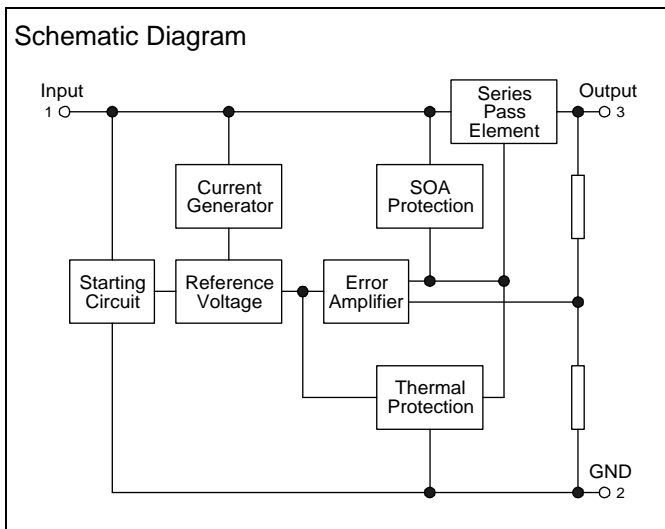 Schematic Diagram
Input
1
Output
3
Series
Pass
Element
Current
Generator
SOA
Protection
Starting
Circuit
Reference
Voltage
Error
Amplifier
Thermal
Protection
GND
2